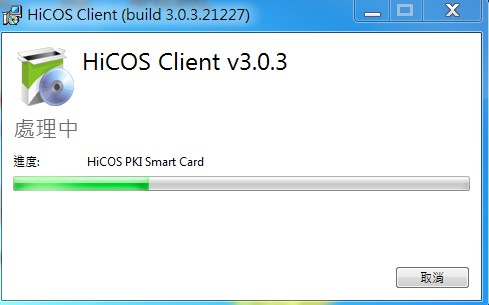 HiCOS Client (build 3.0.3.21227)
HiCOS Client v3.0.3
處理中
進度: HiCOS PKI Smart Card
取消